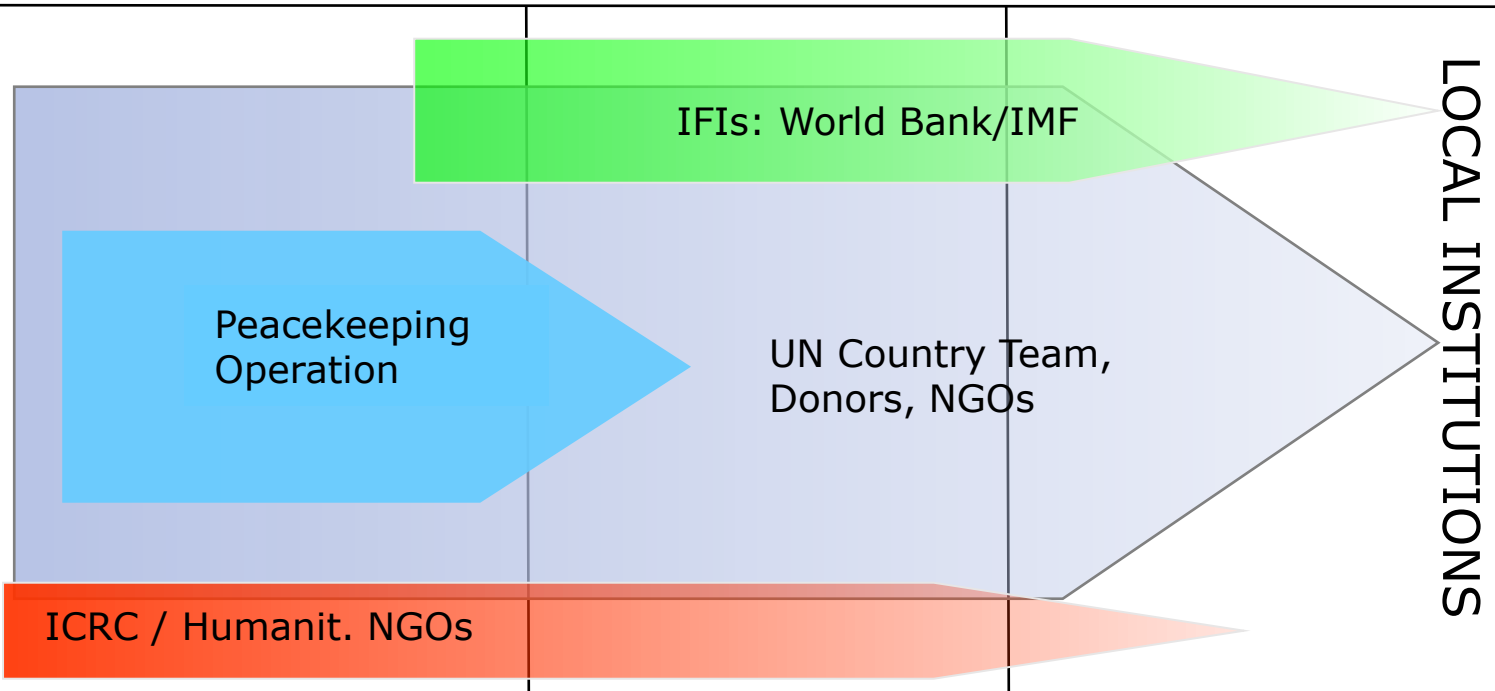 IFIs: World Bank/IMF
Peacekeeping
Operation
UN Country Team,
Donors, NGOs
ICRC / Humanit. NGOs
LOCAL INSTITUTIONS